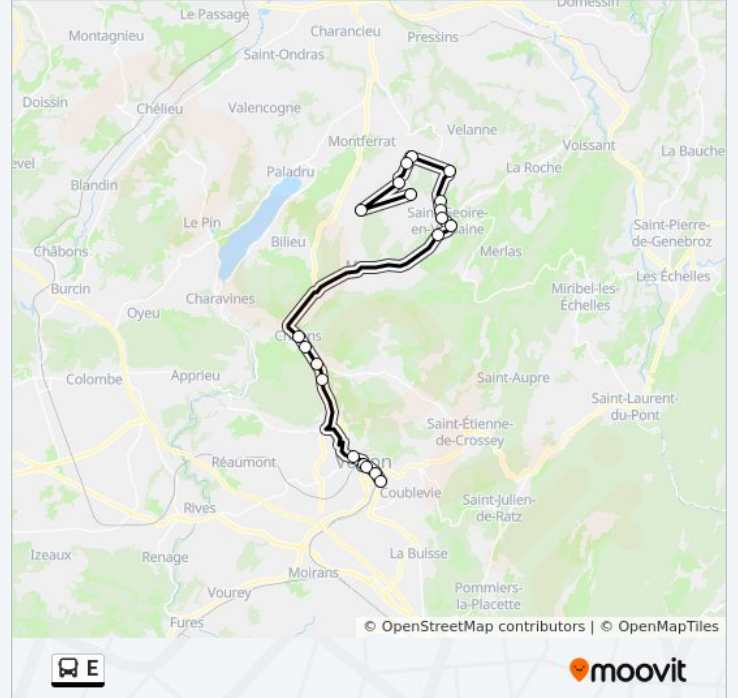 Domessin
Le Passage
Montagnieu
Charancieu
Pressins
Saint-Ondras
Doissin
Chélieu
Valencogne
Velanne
Montferrat
Voissant
La Bauche
La Roche
Paladru
Blandin
Le Pin
Saint-Geoire-
en-Valdaine
Saint-Pierre-
de-Genebroz
Bilieu
Merlas
Châbons
Les Échelles
Burcin
Charavines
Miribel-les-
Échelles
Oyeu
Colombe
Apprieu
Saint-Aupre
Saint-Laurent-
du-Pont
Saint-Étienne-
de-Crossey
Réaumont
Coublevie
Saint-Julien-
de-Ratz
Rives
Izeaux
Renage
La Buisse
Moirans
Vourey
Pommiers-
la-Placette
Fures
© OpenStreetMap contributors | © OpenMapTiles
E
moovit